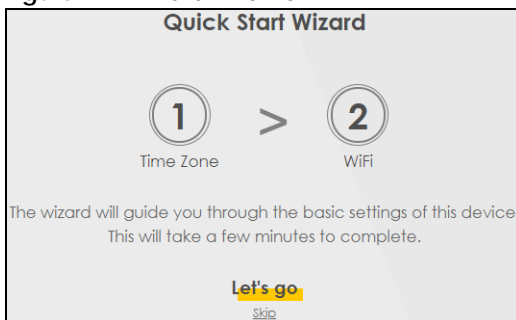 Quick Start Wizard
1 > 2
Time Zone WiFi
The wizard will guide you through the basic settings of this device
This will take a few minutes to complete.
Let's go
Skip